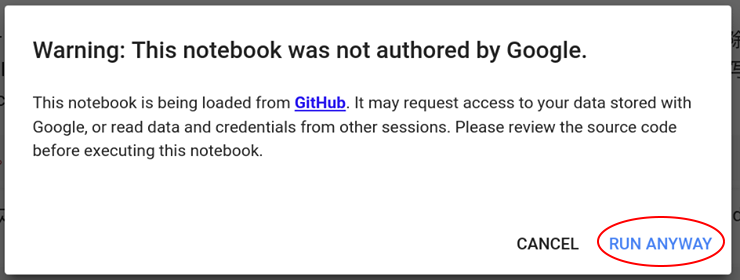 Warning: This notebook was not authored by Google.
This notebook is being loaded from GitHub. It may request access to your data stored with
Google, or read data and credentials from other sessions. Please review the source code
before executing this notebook.
CANCEL RUN ANYWAY